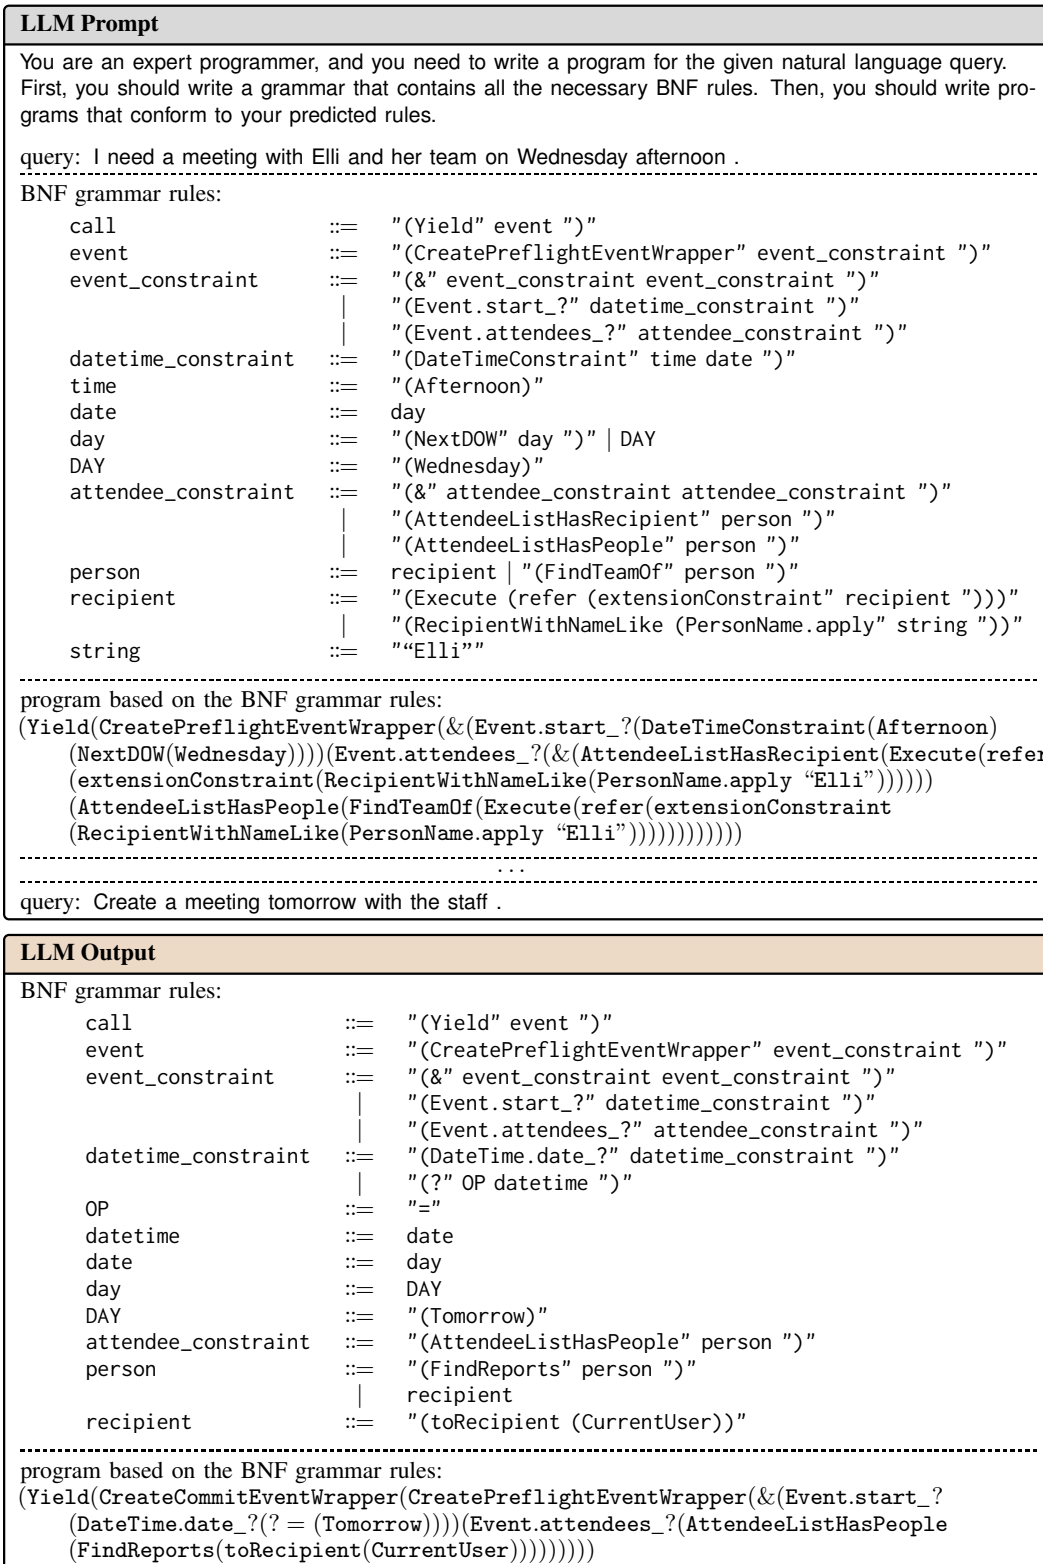 LLM Prompt
You are an expert programmer, and you need to write a program for the given natural language query.
First, you should write a grammar that contains all the necessary BNF rules. Then, you should write pro-
grams that conform to your predicted rules.
query: I need a meeting with Elli and her team on Wednesday afternoon .
BNF grammar rules:
call ::= "(Yield" event ")"
event ::= "(CreatePreflightEventWrapper" event_constraint ")"
event_constraint ::= "(&" event_constraint event_constraint ")"
| "(Event.start_?" datetime_constraint ")"
| "(Event.attendees_?" attendee_constraint ")"
datetime_constraint ::= "(DateTimeConstraint" time date ")"
time ::= "(Afternoon)"
date ::= day
day ::= "(NextDOW" day ")" | DAY
DAY ::= "(Wednesday)"
attendee_constraint ::= "(&" attendee_constraint attendee_constraint ")"
| "(AttendeeListHasRecipient" person ")"
| "(AttendeeListHasPeople" person ")"
person ::= recipient | "(FindTeamOf" person ")"
recipient ::= "(Execute (refer (extensionConstraint" recipient ")))"
| "(RecipientWithNameLike (PersonName.apply" string "))"
string ::= "“Elli”"
program based on the BNF grammar rules:
(Yield(CreatePreflightEventWrapper(&(Event.start_?(DateTimeConstraint(Afternoon)
(NextDOW(Wednesday))))(Event.attendees_?(&(AttendeeListHasRecipient(Execute(refer
(extensionConstraint(RecipientWithNameLike(PersonName.apply “Elli”))))))
(AttendeeListHasPeople(FindTeamOf(Execute(refer(extensionConstraint
(RecipientWithNameLike(PersonName.apply “Elli”))))))))))))
...
query: Create a meeting tomorrow with the staff .
LLM Output
BNF grammar rules:
call ::= "(Yield" event ")"
event ::= "(CreatePreflightEventWrapper" event_constraint ")"
event_constraint ::= "(&" event_constraint event_constraint ")"
| "(Event.start_?" datetime_constraint ")"
| "(Event.attendees_?" attendee_constraint ")"
datetime_constraint ::= "(DateTime.date_?" datetime_constraint ")"
| "(?" OP datetime ")"
OP ::= "="
datetime ::= date
date ::= day
day ::= DAY
DAY ::= "(Tomorrow)"
attendee_constraint ::= "(AttendeeListHasPeople" person ")"
person ::= "(FindReports" person ")"
| recipient
recipient ::= "(toRecipient (CurrentUser))"
program based on the BNF grammar rules:
(Yield(CreateCommitEventWrapper(CreatePreflightEventWrapper(&(Event.start_?
(DateTime.date_?(? = (Tomorrow))))(Event.attendees_?(AttendeeListHasPeople
(FindReports(toRecipient(CurrentUser)))))))))